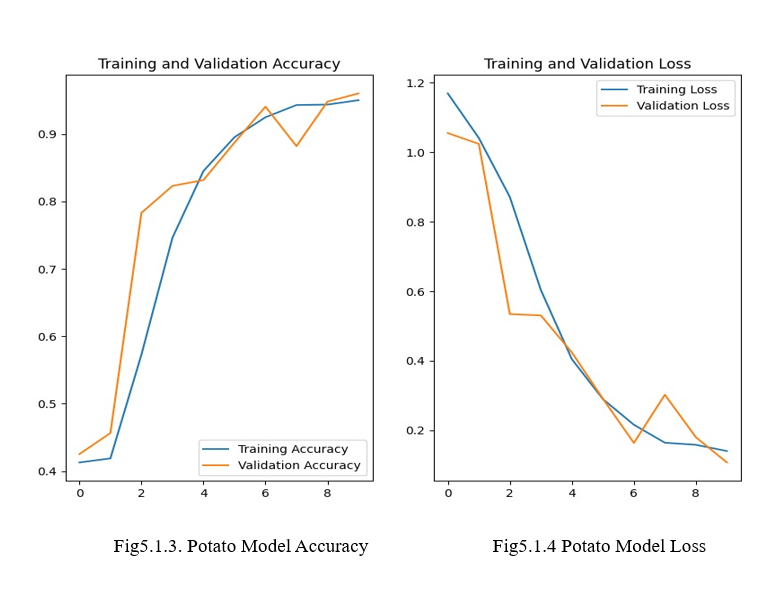 Training and Validation Accuracy
0.9
0.8
0.7
0.6
0.5
0.4
0 2 4 6 8
Training Accuracy
Validation Accuracy
Fig5.1.3. Potato Model Accuracy
Training and Validation Loss
Training Loss
Validation Loss
1.2
1.0
0.8
0.6
0.4
0.2
0 2 4 6 8
Fig5.1.4 Potato Model Loss